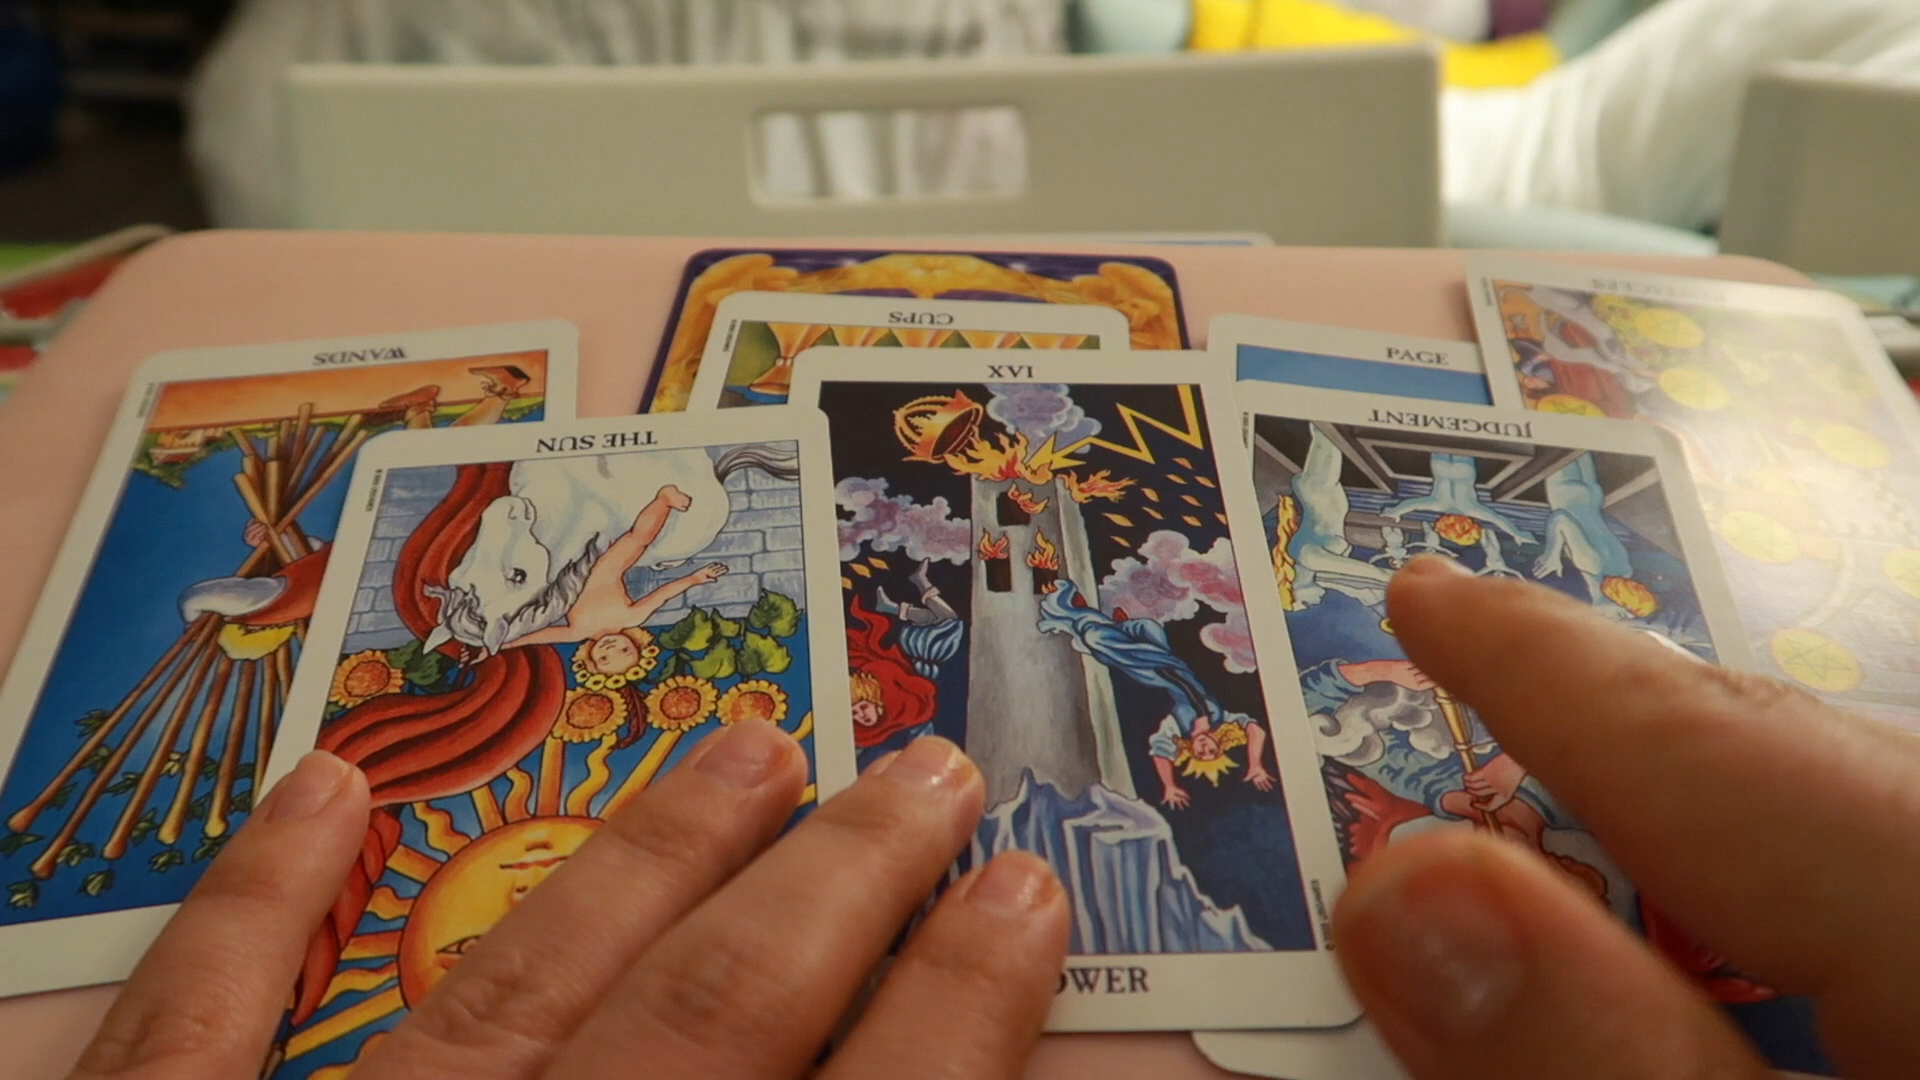 CUPS
WANDS
PAGE
XVI
JUDGEMENT
THE SUN
OWER